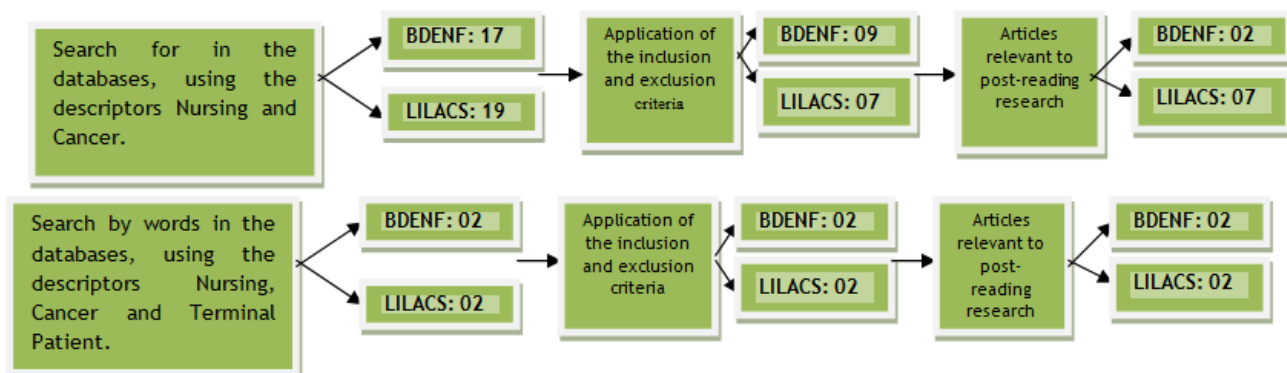 Search for in the
databases, using the
descriptors Nursing and
Cancer.
BDENF: 17
LILACS: 19
Application of
the inclusion
and exclusion
criteria
BDENF: 09
LILACS: 07
Articles
relevant to
post-reading
research
BDENF: 02
LILACS: 07
Search by words in the
databases, using the
descriptors Nursing,
Cancer and Terminal
Patient.
BDENF: 02
LILACS: 02
Application of
the inclusion
and exclusion
criteria
BDENF: 02
LILACS: 02
Articles
relevant to
post-
reading
research
BDENF: 02
LILACS: 02